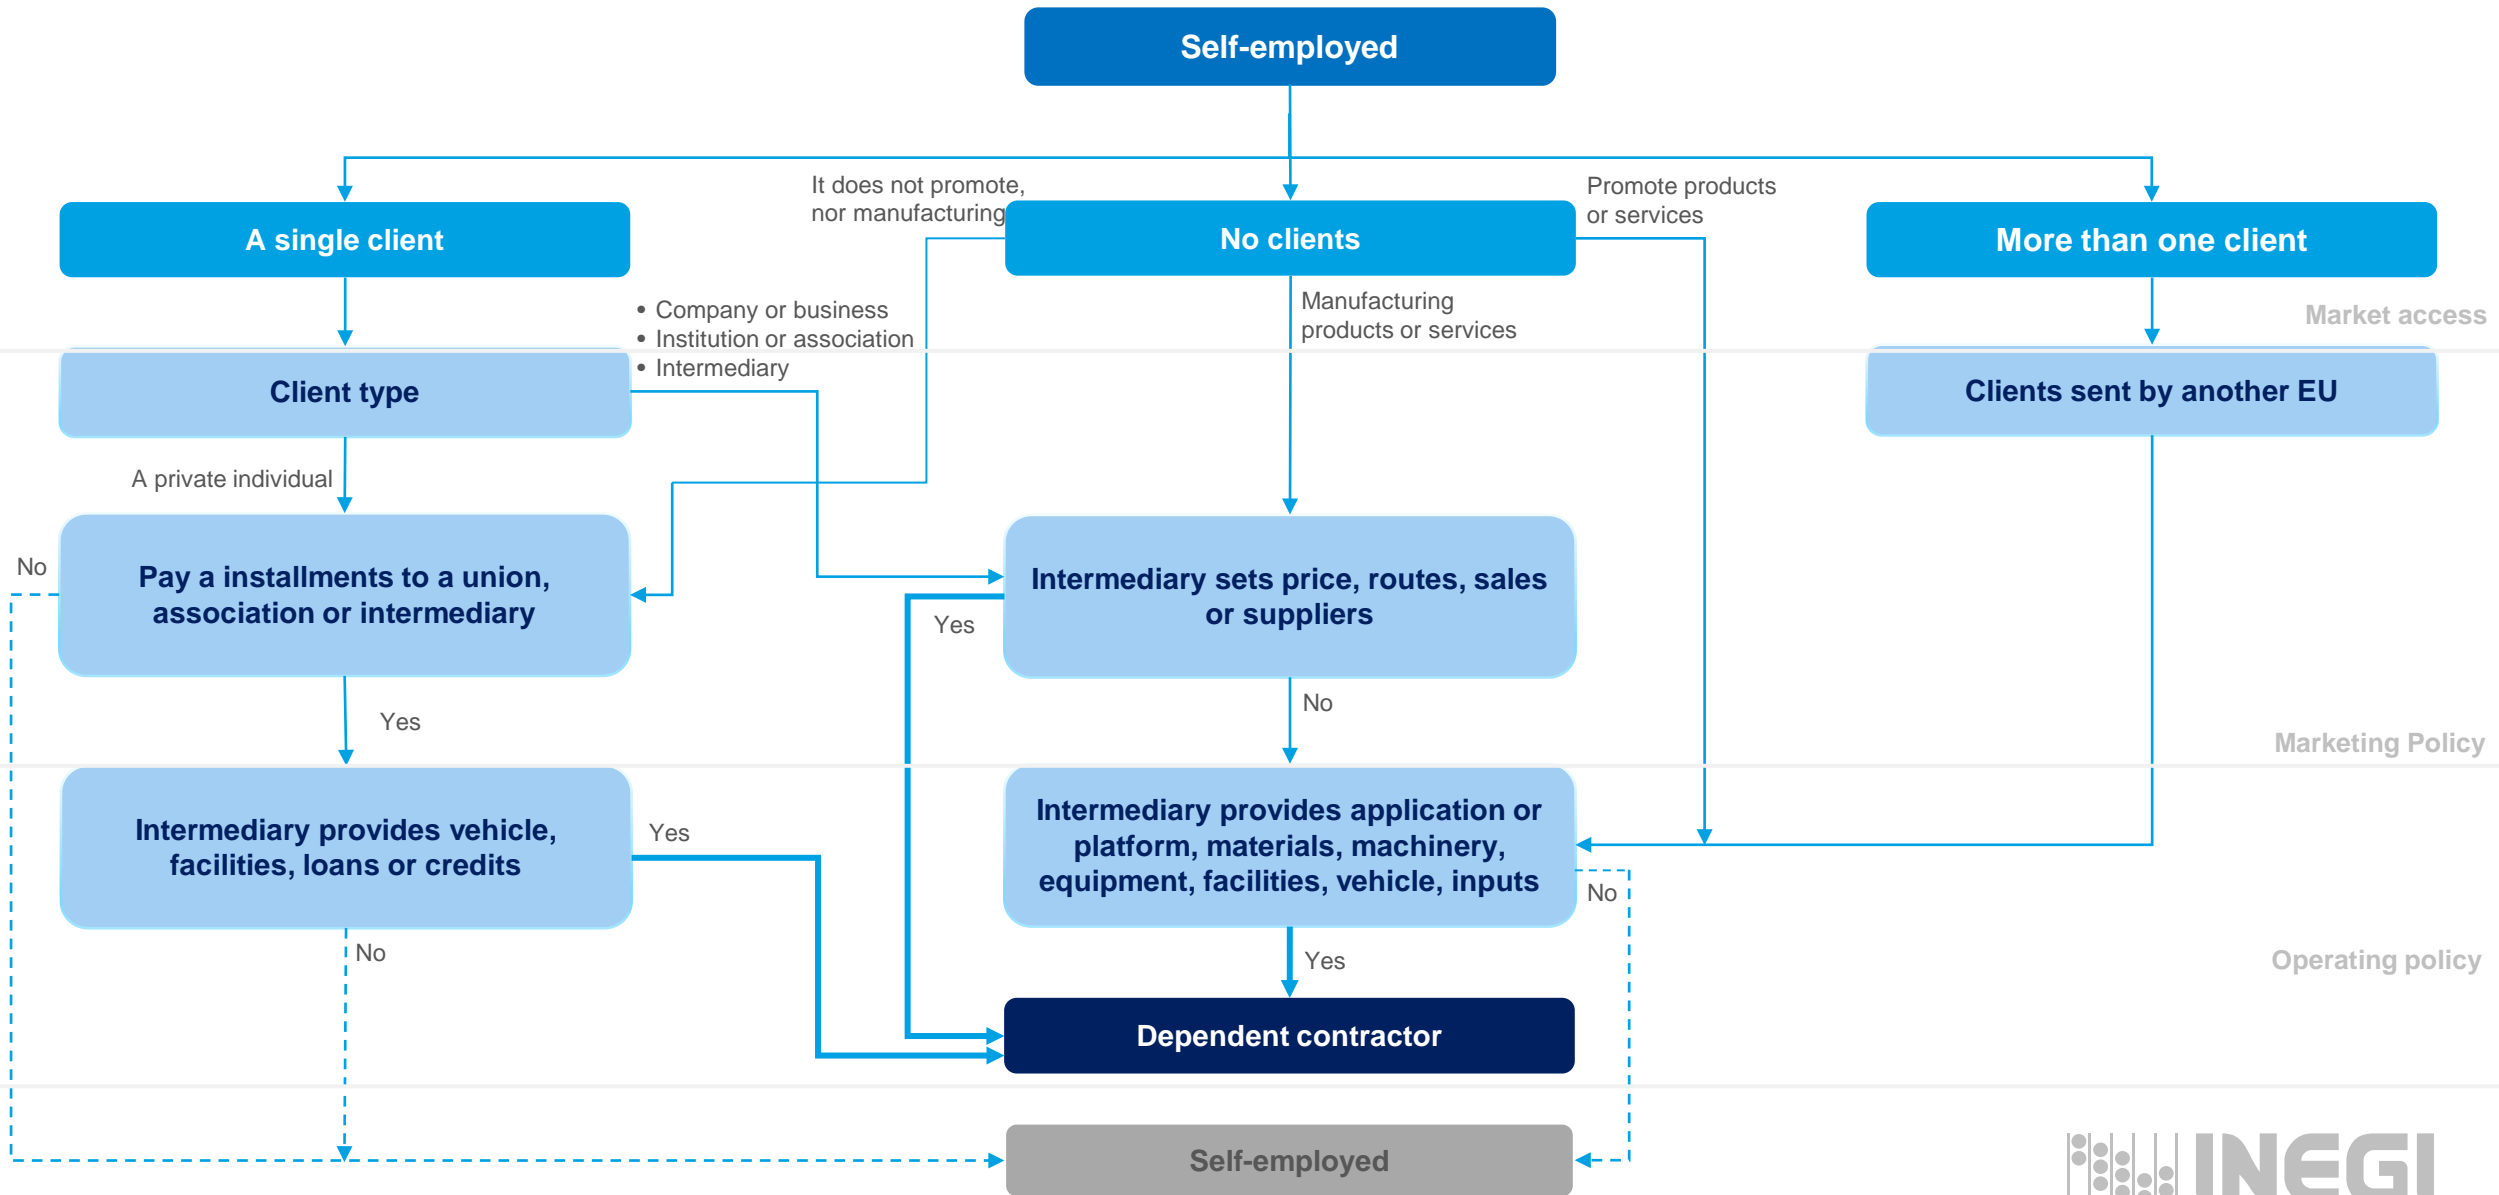 Self-employed
It does not promote,
nor manufacturing
Promote products
or services
A single client
No clients
More than one client
• Company or business
• Institution or association
• Intermediary
Manufacturing
products or services
Market access
Client type
Clients sent by another EU
A private individual
No
Pay a installments to a union,
association or intermediary
Intermediary sets price, routes, sales
or suppliers
Yes
Yes
No
Marketing Policy
Intermediary provides vehicle,
facilities, loans or credits
Yes
Intermediary provides application or
platform, materials, machinery,
equipment, facilities, vehicle, inputs
No
No
Yes
Operating policy
Dependent contractor
Self-employed
INEGI